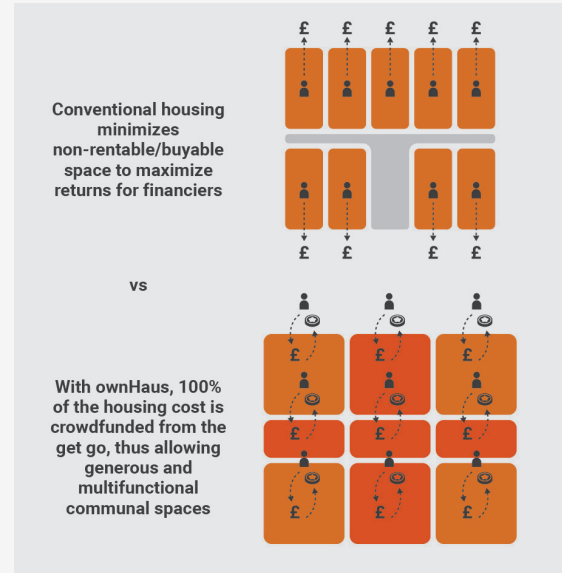 £ £ £ £ £
Conventional housing
minimizes
non-rentable/buyable
space to maximize
returns for financiers
£ £ £ £
vs
With ownHaus, 100%
of the housing cost is
crowdfunded from the
get go, thus allowing
generous and
multifunctional
communal spaces
£ £ £
£ £ £
£ £ £